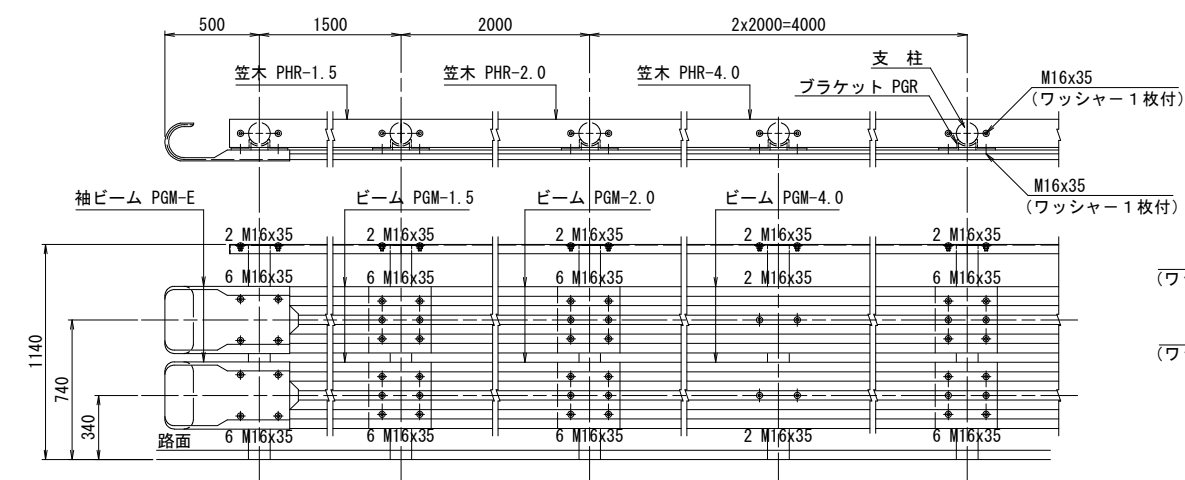 500
1500
2000
2x2000=4000
支 柱
笠木 PHR-1.5
笠木 PHR-2.0
笠木 PHR-4.0
ブラケット PGR
M16x35
(ワッシャー1枚付)
M16x35
(ワッシャー1枚付)
袖ビーム PGM-E
ビーム PGM-1.5
ビーム PGM-2.0
ビーム PGM-4.0
2 M16x35
2 M16x35
2 M16x35
2 M16x35
2 M16x35
6 M16x35
6 M16x35
6 M16x35
2 M16x35
6 M16x35
(ワ
(ワ
1140
740
340
路面
6 M16x35
6 M16x35
6 M16x35
2 M16x35
6 M16x35